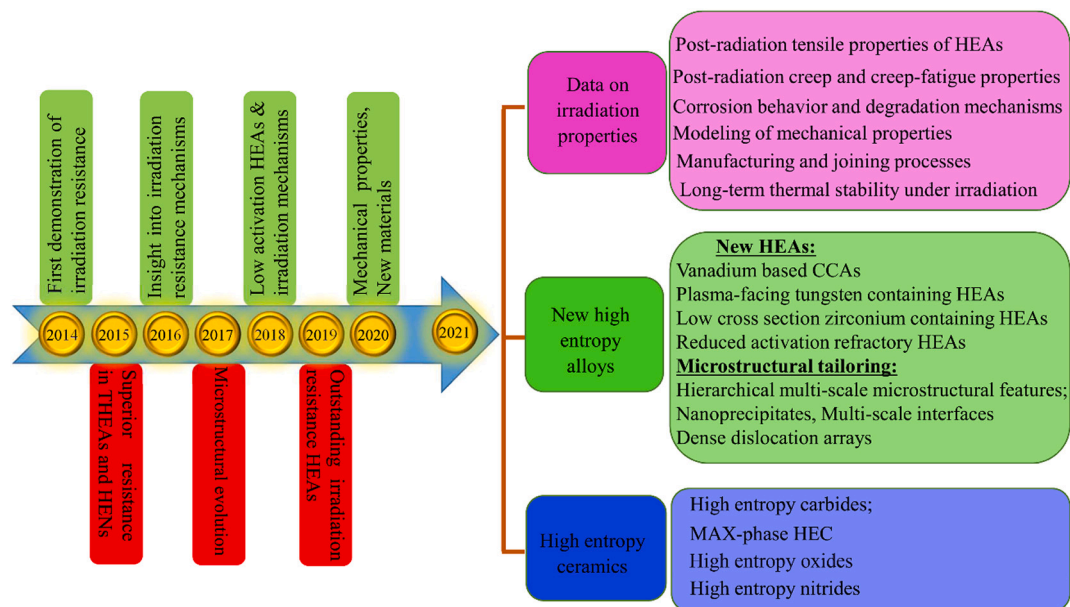 First demonstration of
irradiation resistance
Insight into irradiation
resistance mechanisms
Low activation HEAs &
irradiation mechanisms
Mechanical properties,
New materials
2014
2015
2016
2017
2018
2019
2020
2021
Superior resistance
in THEAs and HENs
Microstructural evolution
Outstanding irradiation
resistance HEAs
Data on
irradiation
properties
Post-radiation tensile properties of HEAs
Post-radiation creep and creep-fatigue properties
Corrosion behavior and degradation mechanisms
Modeling of mechanical properties
Manufacturing and joining processes
Long-term thermal stability under irradiation
New high
entropy
alloys
New HEAs:
Vanadium based CCAs
Plasma-facing tungsten containing HEAs
Low cross section zirconium containing HEAs
Reduced activation refractory HEAs
Microstructural tailoring:
Hierarchical multi-scale microstructural features;
Nanoprecipitates, Multi-scale interfaces
Dense dislocation arrays
High entropy
ceramics
High entropy carbides;
MAX-phase HEC
High entropy oxides
High entropy nitrides